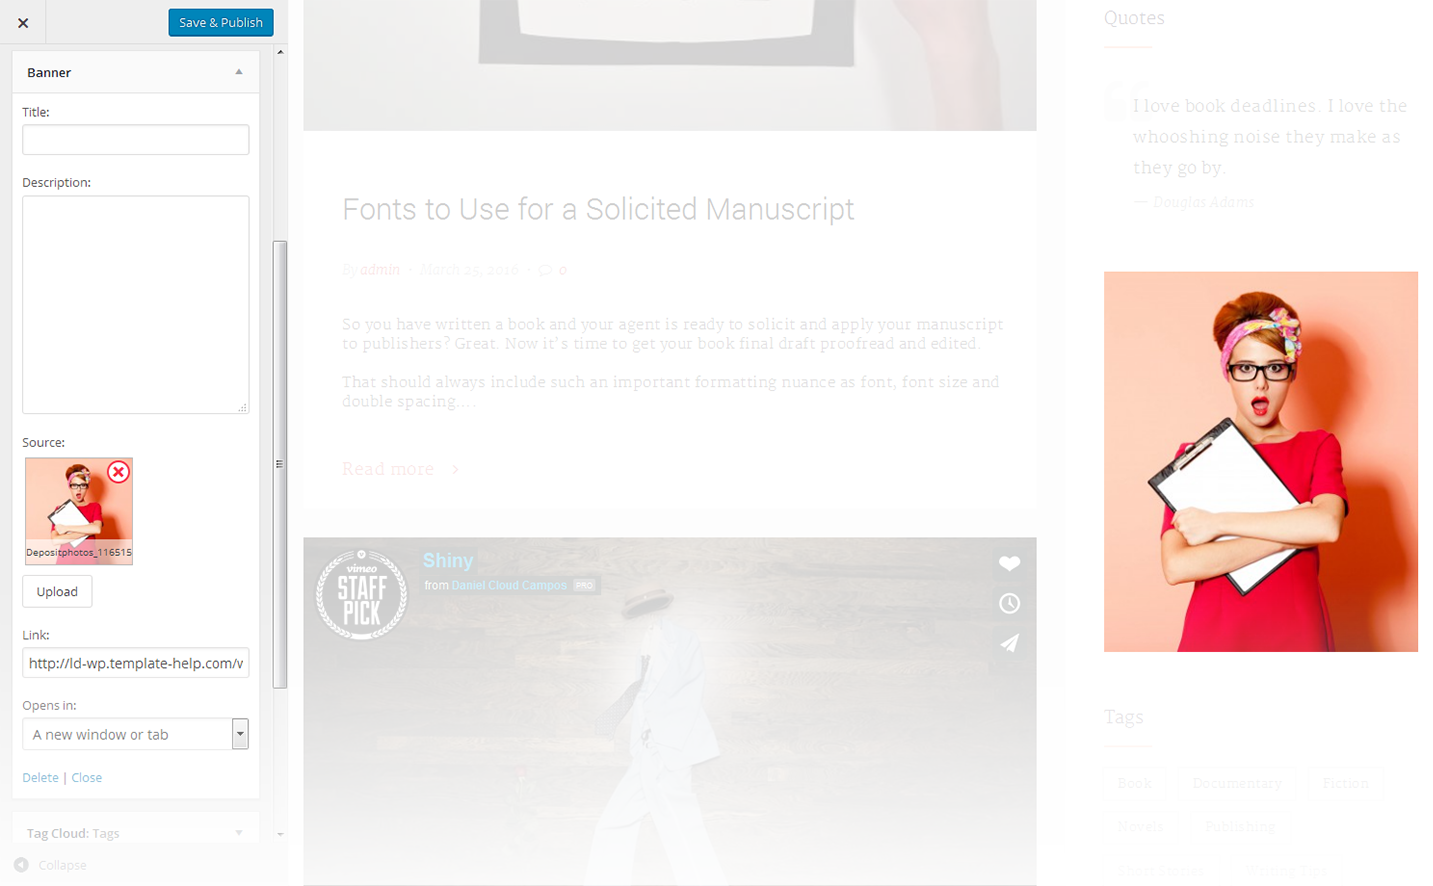 Save & Publish
Banner
Title:
Description:
Source:
Depositphotos_116515
Upload
Link:
http://ld-wp.template-help.com/v
Opens in:
A new window or tab
Delete | Close
Tag Cloud: Tags
Collapse
Fonts to Use for a Solicited Manuscript
By admin · March 25, 2016 · 0
So you have written a book and your agent is ready to solicit and apply your manuscript
to publishers? Great. Now it's time to get your book final draft proofread and edited.
That should always include such an important formatting nuance as font, font size and
double spacing.…
Read more
vimeo
STAFF
PICK
Shiny
from Daniel Cloud Campos PRO
Quotes
I love book deadlines. I love the
whooshing noise they make as
they go by.
— Douglas Adams
Tags
Book Documentary Fiction
Novels Publishing
Short Stories Writing Tips